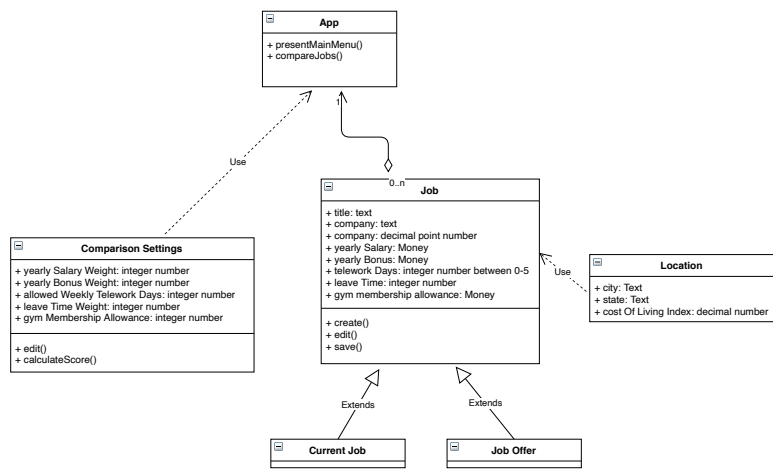 App
+ presentMainMenu()
+ compareJobs()
1
Use
0..n
Job
+ title: text
+ company: text
+ company: decimal point number
+ yearly Salary: Money
+ yearly Bonus: Money
+ telework Days: integer number between 0-5
+ leave Time: integer number
+ gym membership allowance: Money
+ create()
+ edit()
+ save()
Comparison Settings
+ yearly Salary Weight: integer number
+ yearly Bonus Weight: integer number
+ allowed Weekly Telework Days: integer number
+ leave Time Weight: integer number
+ gym Membership Allowance: integer number
+ edit()
+ calculateScore()
Use
Location
+ city: Text
+ state: Text
+ cost Of Living Index: decimal number
Extends
Extends
Current Job
Job Offer